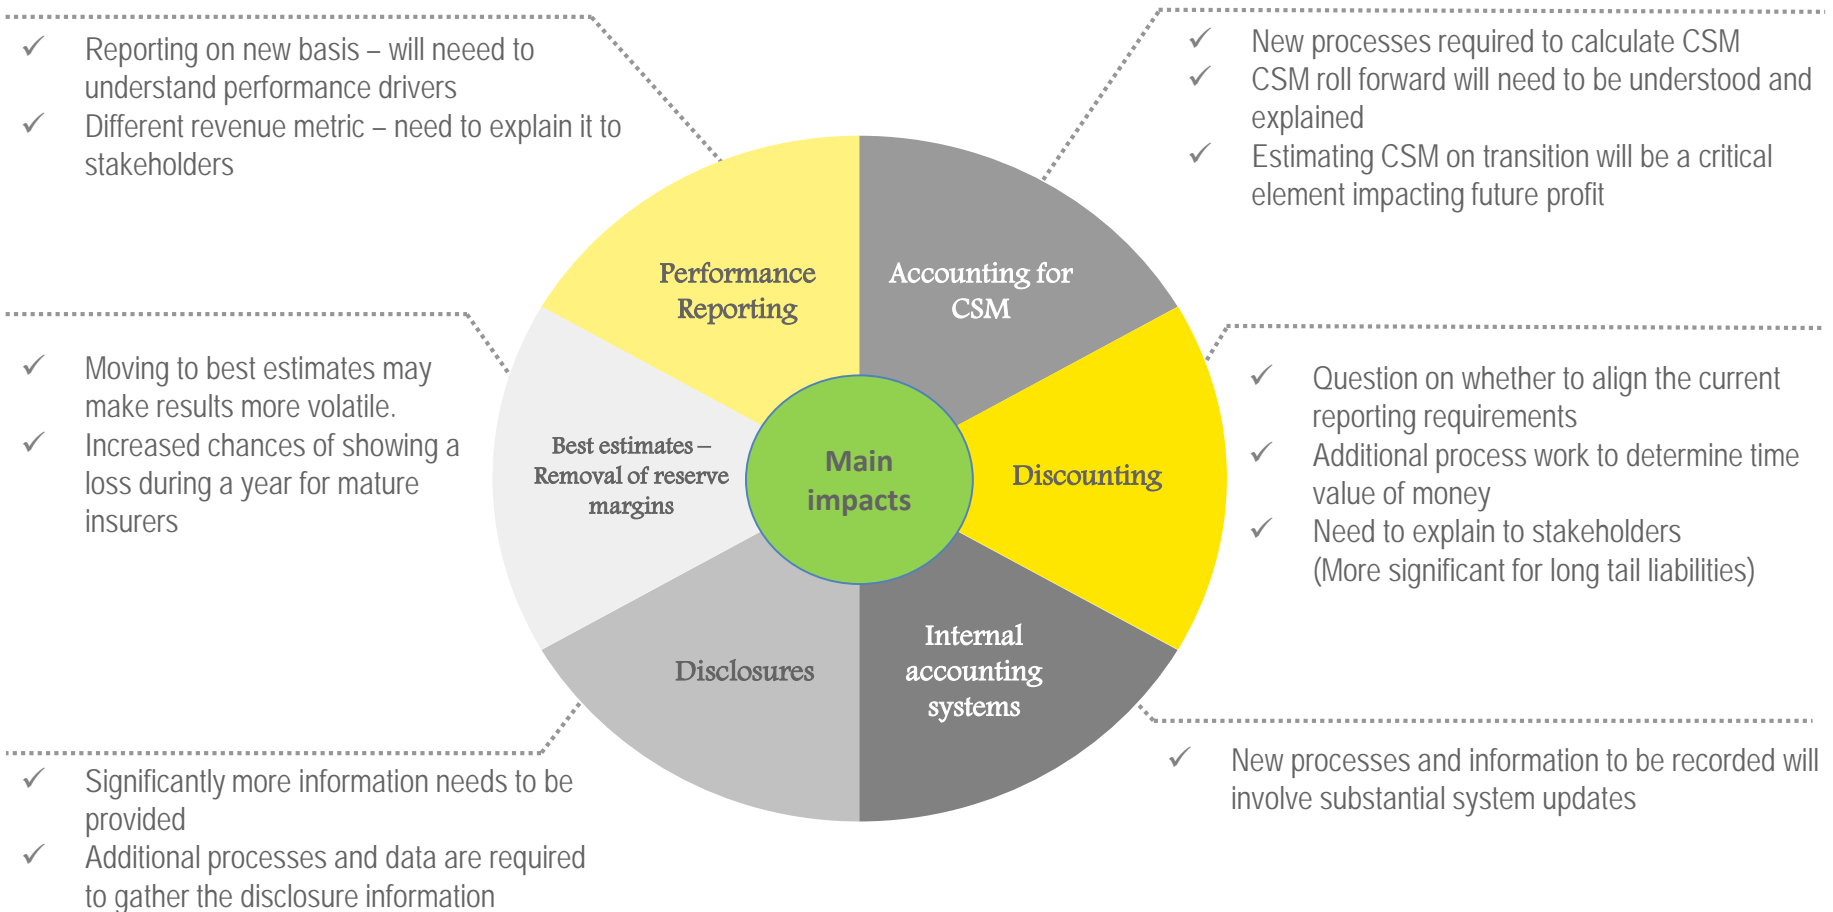 ✓ Reporting on new basis – will neeed to
understand performance drivers
✓ Different revenue metric – need to explain it to
stakeholders
✓ New processes required to calculate CSM
✓ CSM roll forward will need to be understood and
explained
✓ Estimating CSM on transition will be a critical
element impacting future profit
Performance
Reporting
Accounting for
CSM
✓ Moving to best estimates may
make results more volatile.
✓ Increased chances of showing a
loss during a year for mature
insurers
Best estimates –
Removal of reserve
margins
Main
impacts
Discounting
✓ Question on whether to align the current
reporting requirements
✓ Additional process work to determine time
value of money
✓ Need to explain to stakeholders
(More significant for long tail liabilities)
Disclosures
Internal
accounting
systems
✓ Significantly more information needs to be
provided
✓ Additional processes and data are required
to gather the disclosure information
✓ New processes and information to be recorded will
involve substantial system updates